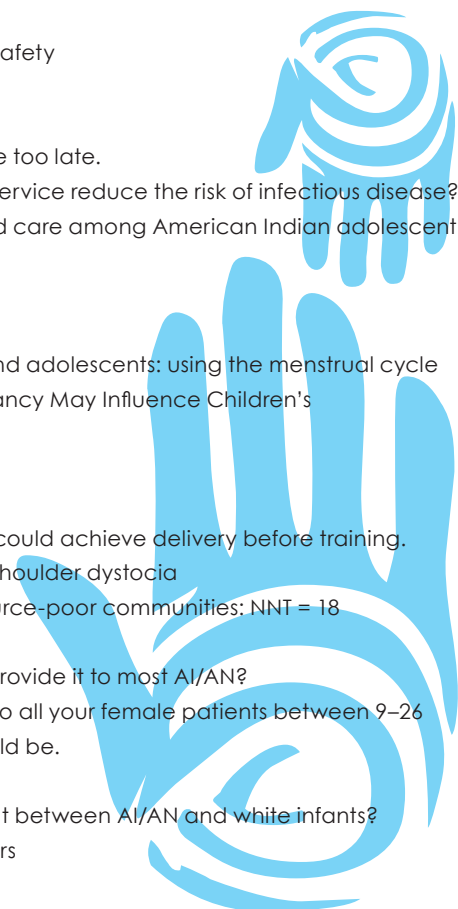 afety
e too late.
ervice reduce the risk of infectious disease?
d care among American Indian adolescent
nd adolescents: using the menstrual cycle
ancy May Influence Children's
could achieve delivery before training.
houlder dystocia
urce-poor communities: NNT = 18
rovide it to most AI/AN?
o all your female patients between 9–26
ld be.
t between AI/AN and white infants?
rs